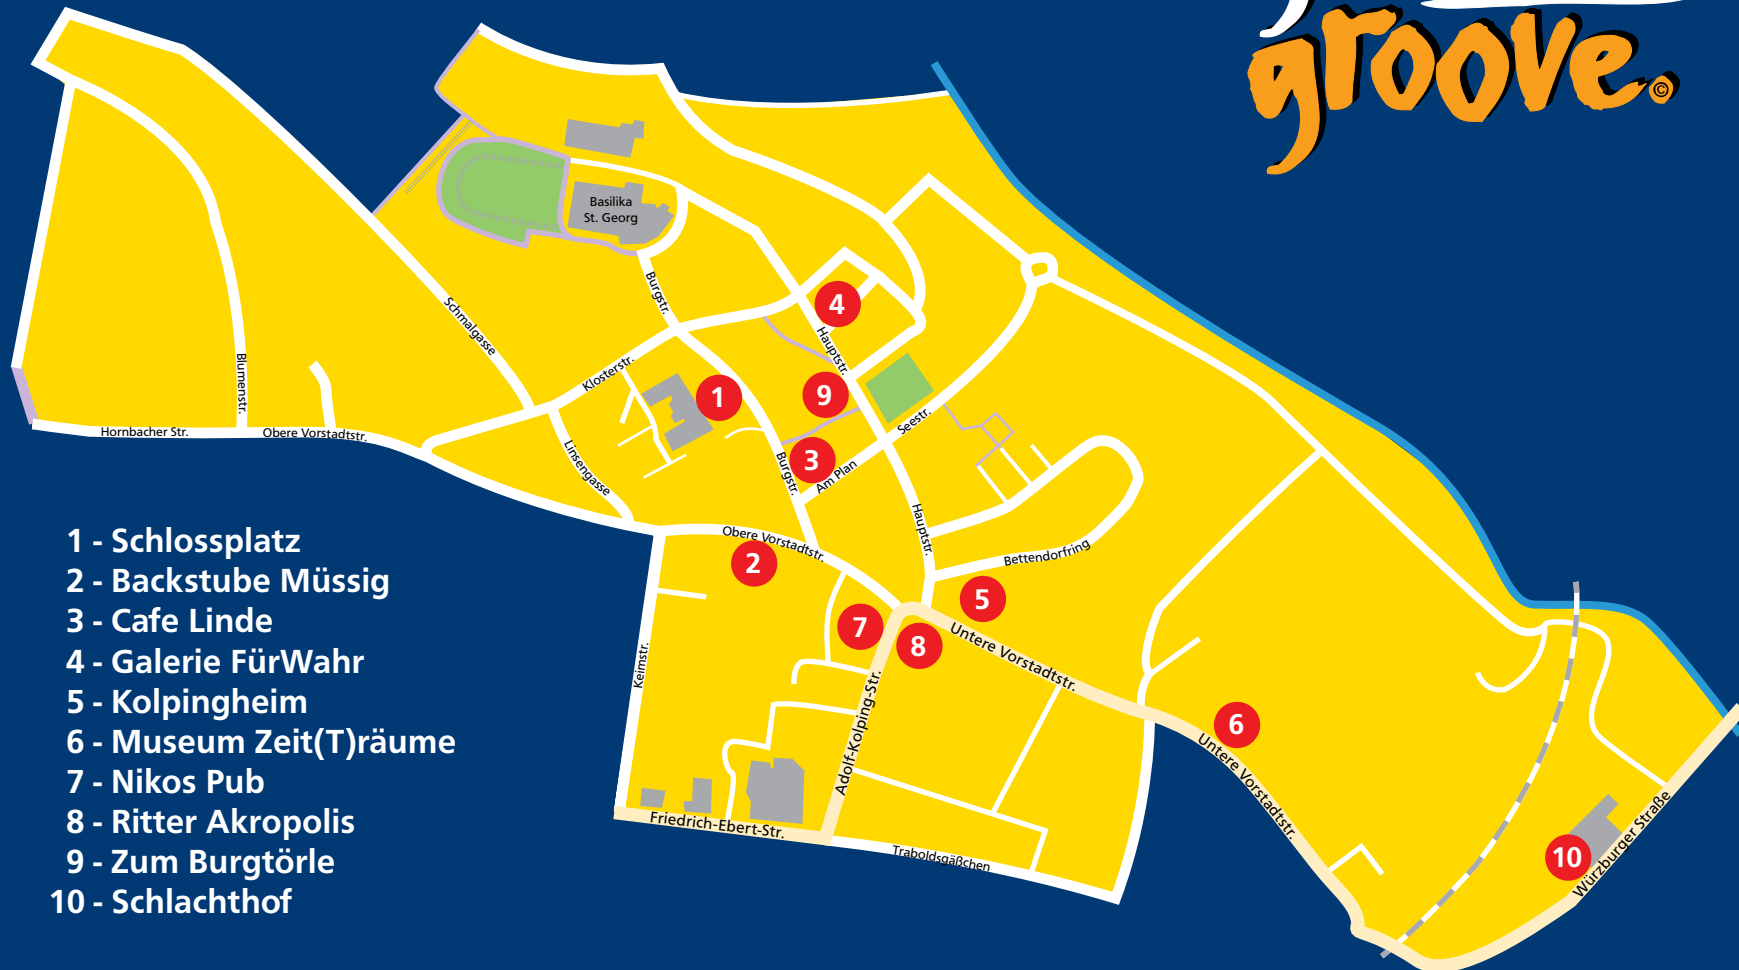 groove ©
Basilika
St. Georg
Burgstr.
Schmalgasse
Hauptstr.
4
Blumenstr.
Klosterstr.
1
9
Hornbacher Str.
Obere Vorstadtstr.
Linsengasse
Seestr.
Burgstr.
3
Am Plan
Obere Vorstadtstr.
2
Hauptstr.
Bettendorfring
5
7
8
Untere Vorstadtstr.
Keimstr.
Adolf-Kolping-Str.
6
Untere Vorstadtstr.
Friedrich-Ebert-Str.
Traboldsgäßchen
10
Würzburger Straße
1 - Schlossplatz
2 - Backstube Müssig
3 - Cafe Linde
4 - Galerie FürWahr
5 - Kolpingheim
6 - Museum Zeit(T)räume
7 - Nikos Pub
8 - Ritter Akropolis
9 - Zum Burgtörle
10 - Schlachthof